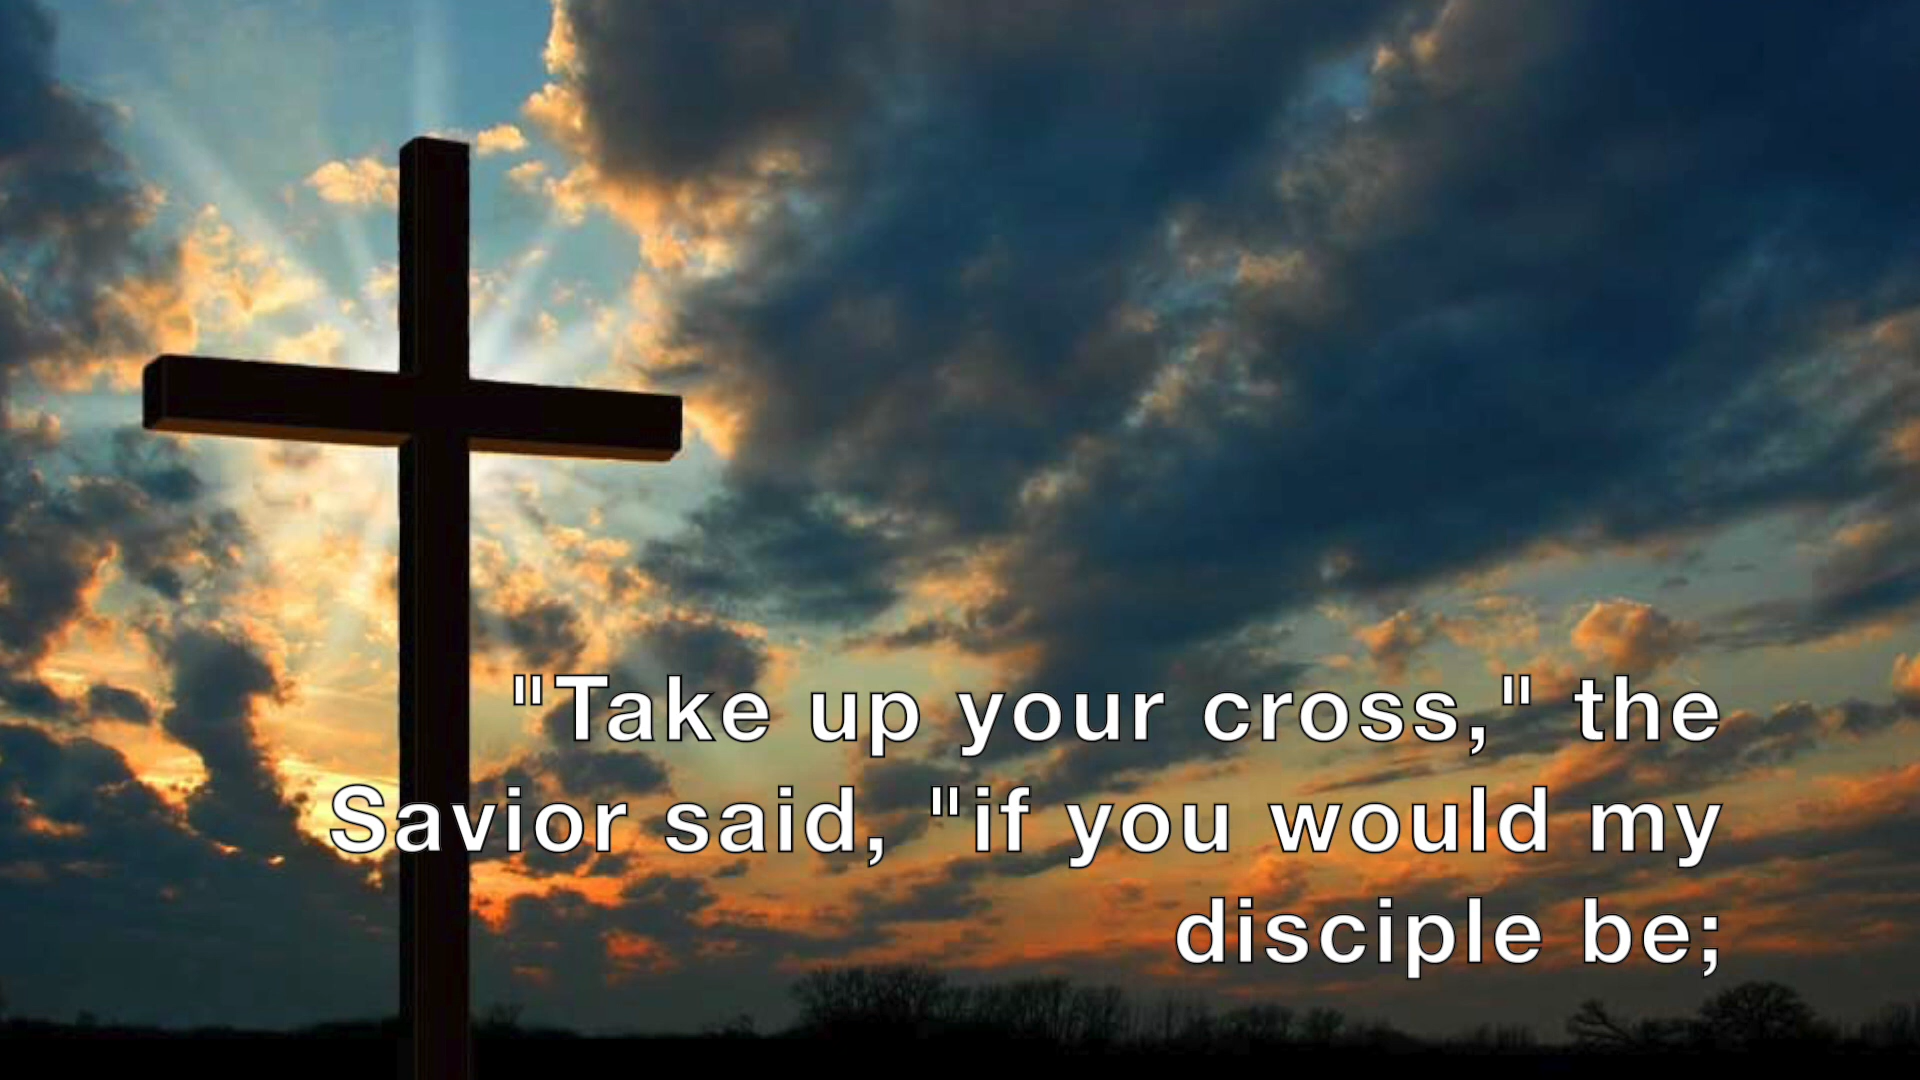 "Take up your cross," the
Savior said, "if you would my
disciple be;